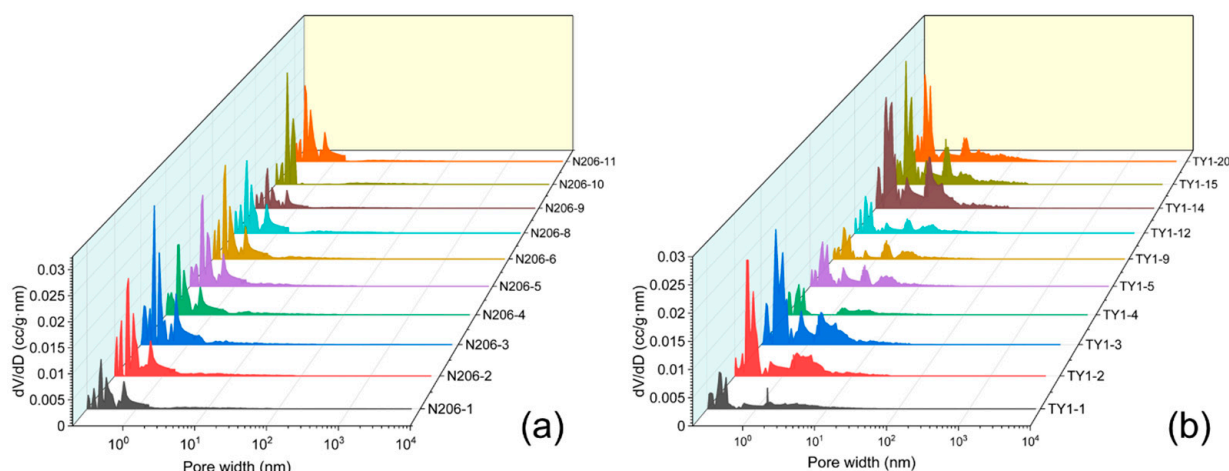 N206-11
N206-10
N206-9
N206-8
N206-6
N206-5
N206-4
N206-3
N206-2
N206-1
0.03
0.025
0.02
0.015
0.01
0.005
0
dV/dD (cc/g·nm)
10⁰
10¹
10²
10³
10⁴
Pore width (nm)
(a)
TY1-20
TY1-15
TY1-14
TY1-12
TY1-9
TY1-5
TY1-4
TY1-3
TY1-2
TY1-1
0.03
0.025
0.02
0.015
0.01
0.005
0
dV/dD (cc/g·nm)
10⁰
10¹
10²
10³
10⁴
Pore width (nm)
(b)